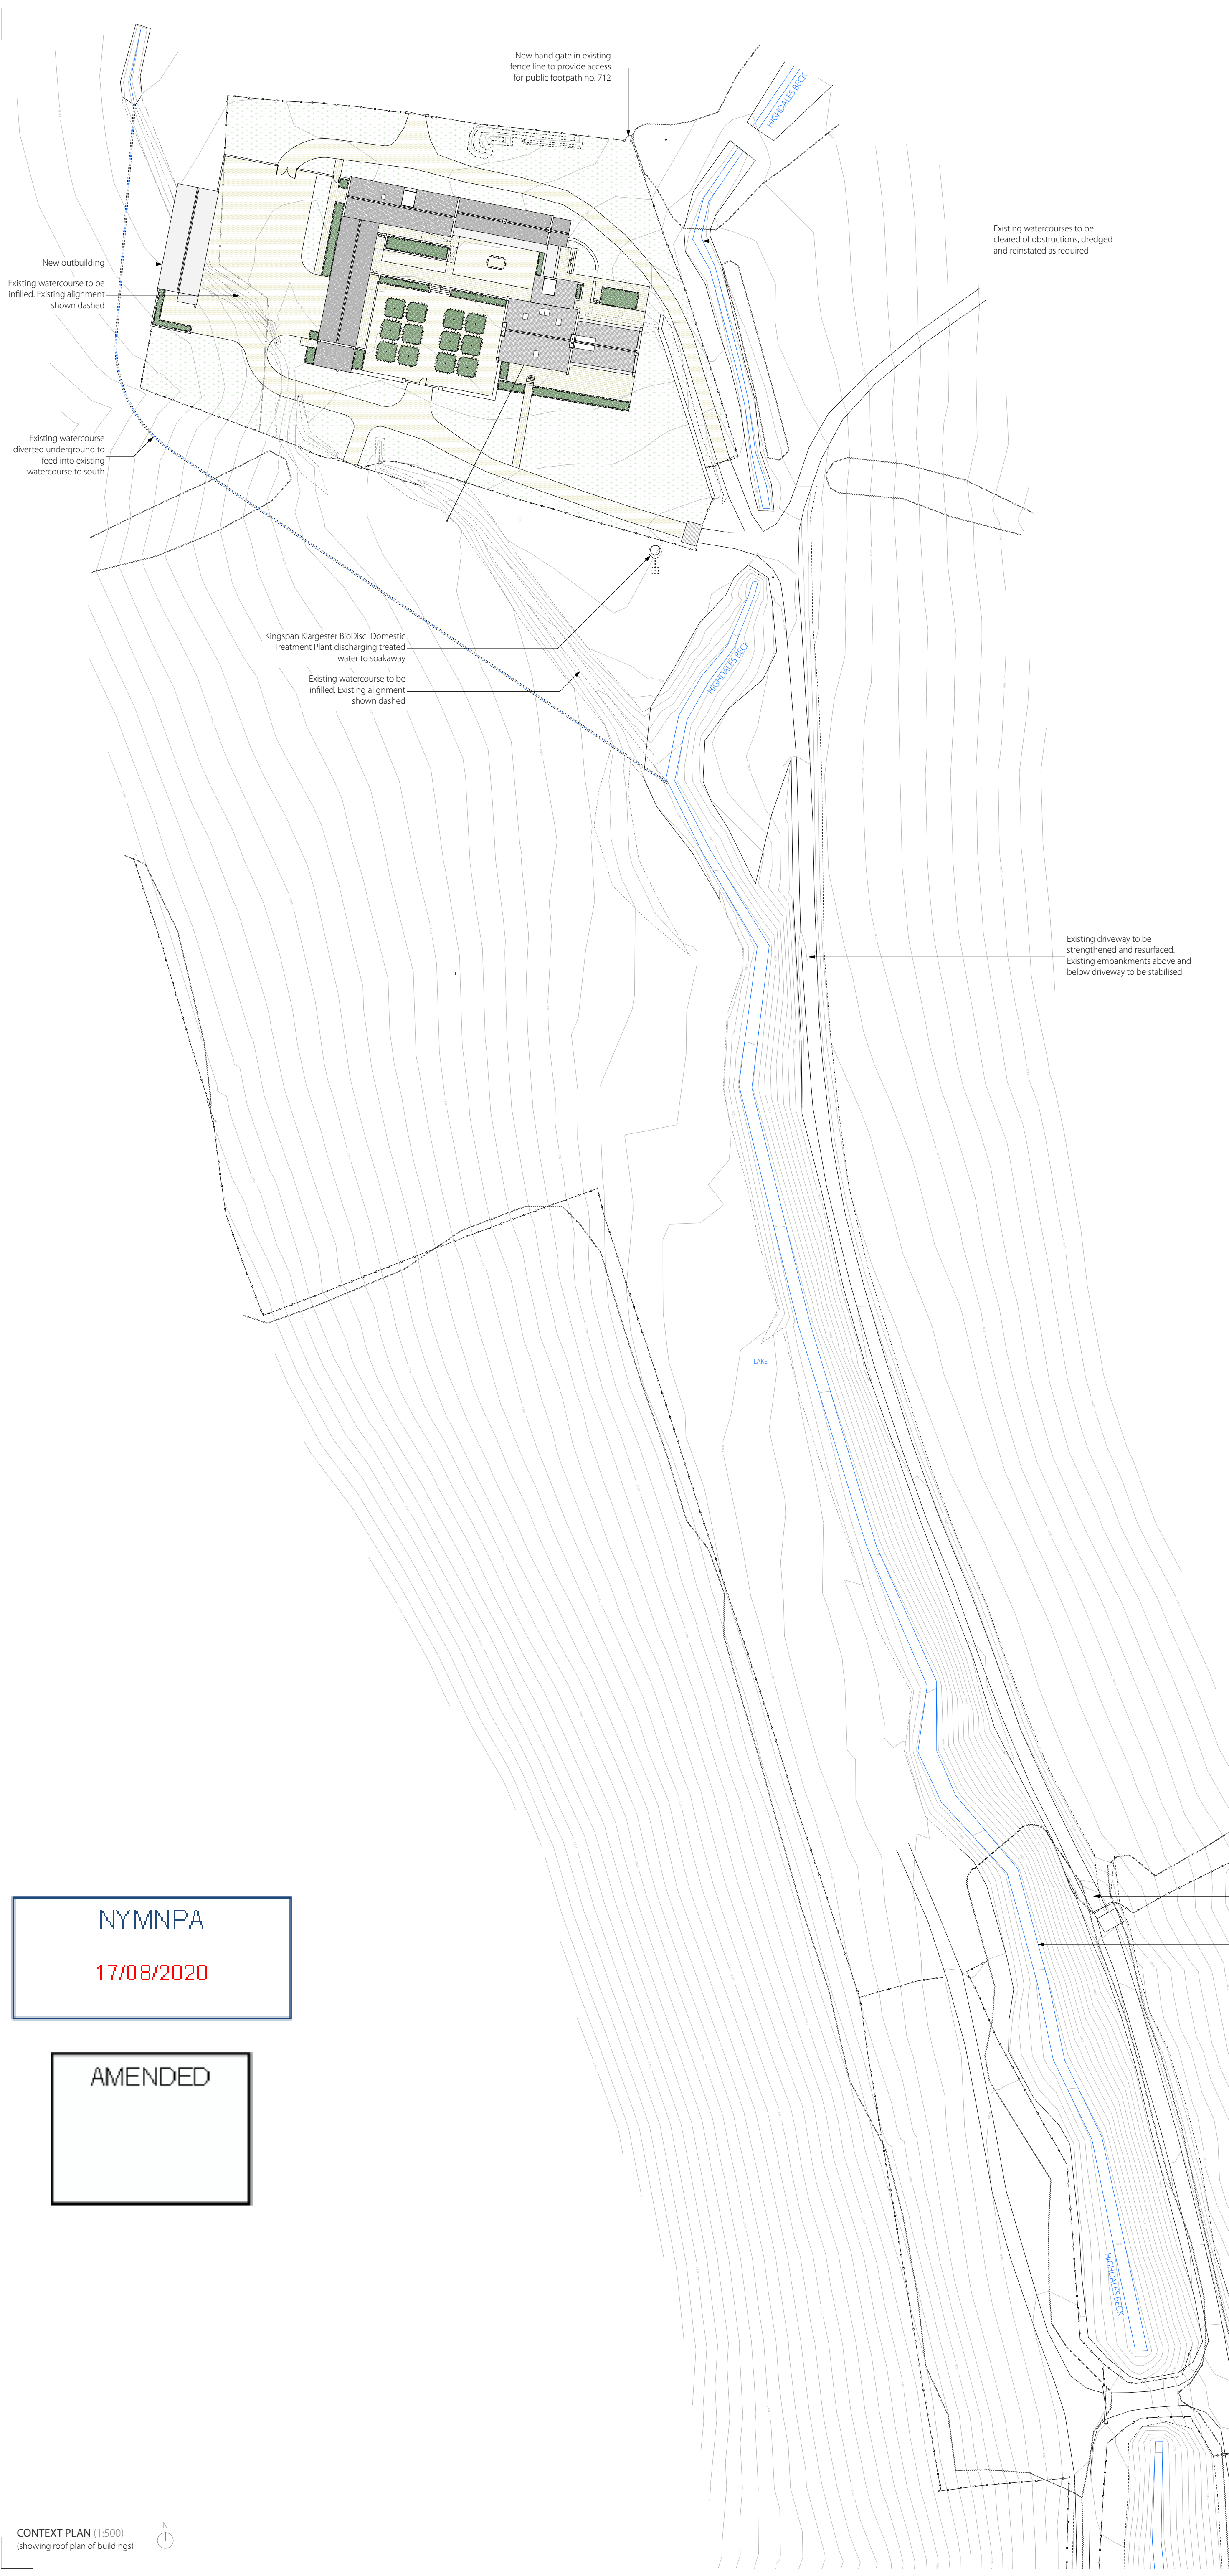 New hand gate in existing
fence line to provide access
for public footpath no. 712
HIGHDALES BECK
Existing watercourses to be
cleared of obstructions, dredged
and reinstated as required
New outbuilding
Existing watercourse to be
infilled. Existing alignment
shown dashed
Existing watercourse
diverted underground to
feed into existing
watercourse to south
Kingspan Klargester BioDisc Domestic
Treatment Plant discharging treated
water to soakaway
HIGHDALES BECK
Existing watercourse to be
infilled. Existing alignment
shown dashed
Existing driveway to be
strengthened and resurfaced.
Existing embankments above and
below driveway to be stabilised
LAKE
NYMNPA
17/08/2020
AMENDED
HIGHDALES BECK
CONTEXT PLAN (1:500)
(showing roof plan of buildings)
N